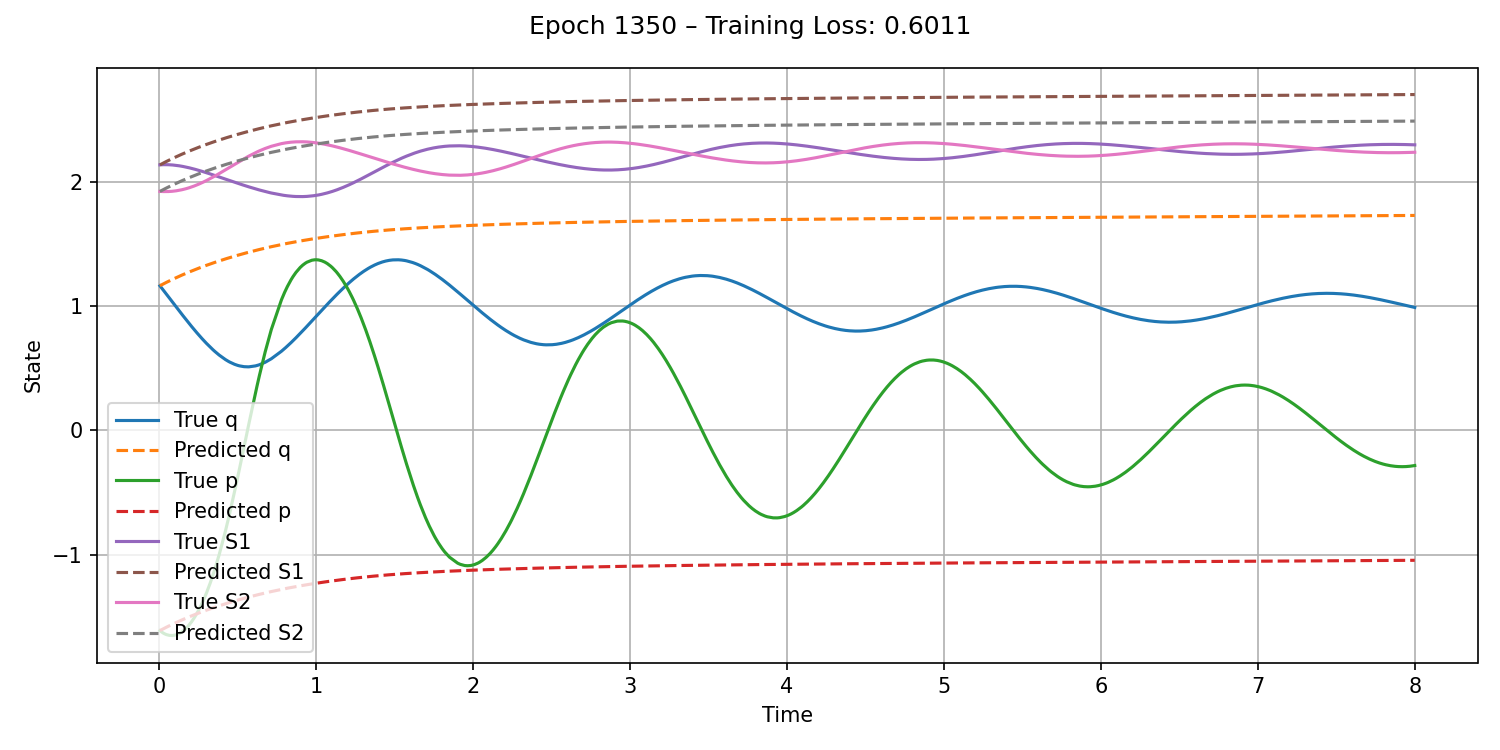 Epoch 1350 – Training Loss: 0.6011
State
2
1
0
−1
True q
Predicted q
True p
Predicted p
True S1
Predicted S1
True S2
Predicted S2
0 1 2 3 4 5 6 7 8
Time